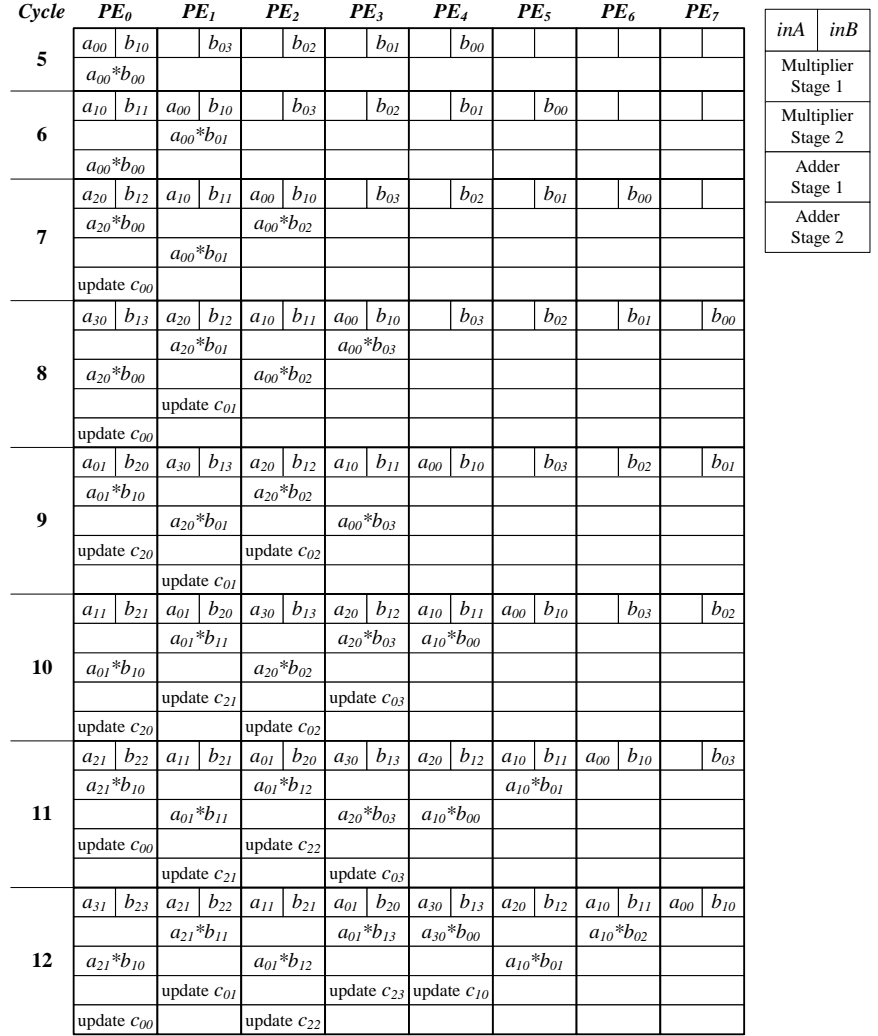 Cycle PE0 PE1 PE2 PE3 PE4 PE5 PE6 PE7
inA inB
Multiplier
Stage 1
Multiplier
Stage 2
Adder
Stage 1
Adder
Stage 2
5
a00 b10 b03 b02 b01 b00
a00*b00
6
a10 b11 a00 b10 b03 b02 b01 b00
a00*b01
a00*b00
7
a20 b12 a10 b11 a00 b10 b03 b02 b01 b00
a20*b00 a00*b02
a00*b01
update c00
8
a30 b13 a20 b12 a10 b11 a00 b10 b03 b02 b01 b00
a20*b01 a00*b03
a20*b00 a00*b02
update c01
update c00
9
a01 b20 a30 b13 a20 b12 a10 b11 a00 b10 b03 b02 b01
a01*b10 a20*b02
a20*b01 a00*b03
update c20 update c02
update c01
10
a11 b21 a01 b20 a30 b13 a20 b12 a10 b11 a00 b10 b03 b02
a01*b11 a20*b03 a10*b00
a01*b10 a20*b02
update c21 update c03
update c20 update c02
11
a21 b22 a11 b21 a01 b20 a30 b13 a20 b12 a10 b11 a00 b10 b03
a21*b10 a01*b12 a10*b01
a01*b11 a20*b03 a10*b00
update c00 update c22
update c21 update c03
12
a31 b23 a21 b22 a11 b21 a01 b20 a30 b13 a20 b12 a10 b11 a00 b10
a21*b11 a01*b13 a30*b00 a10*b02
a21*b10 a01*b12 a10*b01
update c01 update c23 update c10
update c00 update c22